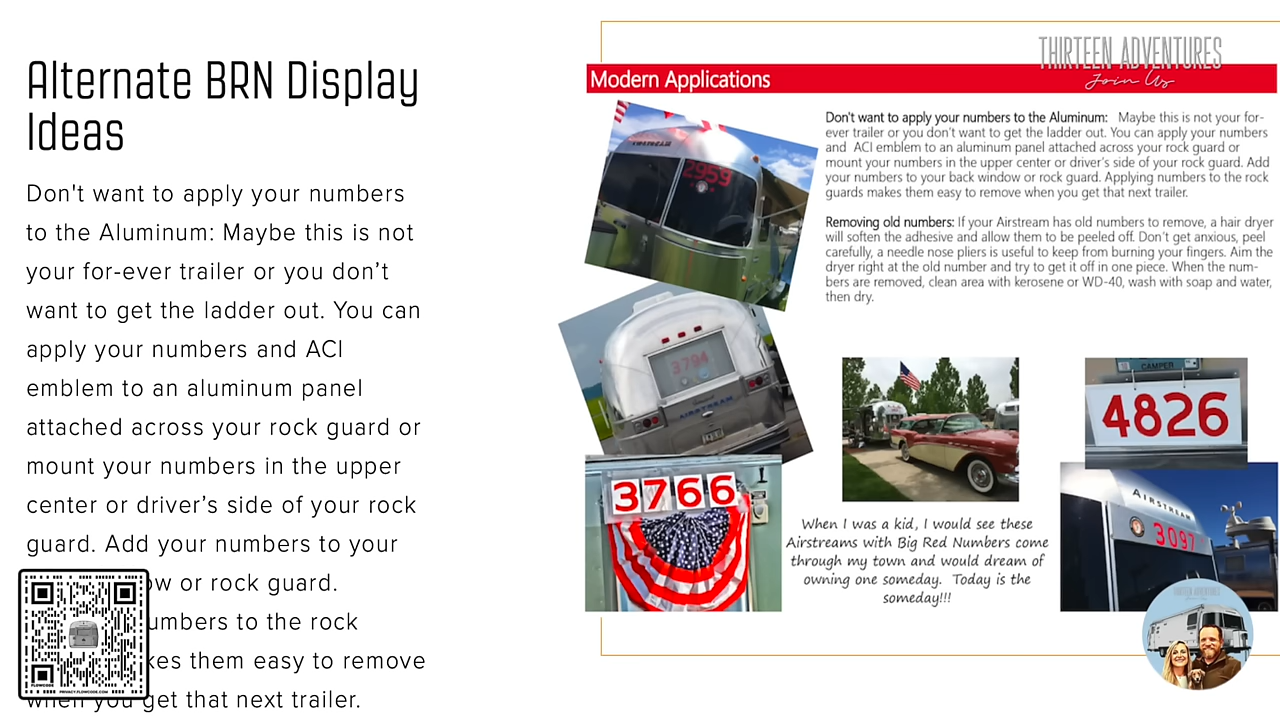 Alternate BRN Display
Ideas
Don't want to apply your numbers
to the Aluminum: Maybe this is not
your for-ever trailer or you don’t
want to get the ladder out. You can
apply your numbers and ACI
emblem to an aluminum panel
attached across your rock guard or
mount your numbers in the upper
center or driver’s side of your rock
guard. Add your numbers to your
or rock guard.
to the rock
them easy to remove
when you get that next trailer.
FLOWCODE
PRIVACY.FLOWCODE.COM
THIRTEEN ADVENTURES
Join Us
Modern Applications
Don't want to apply your numbers to the Aluminum: Maybe this is not your for-
ever trailer or you don't want to get the ladder out. You can apply your numbers
and ACI emblem to an aluminum panel attached across your rock guard or
mount your numbers in the upper center or driver's side of your rock guard. Add
your numbers to your back window or rock guard. Applying numbers to the rock
guards makes them easy to remove when you get that next trailer.
Removing old numbers: If your Airstream has old numbers to remove, a hair dryer
will soften the adhesive and allow them to be peeled off. Don't get anxious, peel
carefully, a needle nose pliers is useful to keep from burning your fingers. Aim the
dryer right at the old number and try to get it off in one piece. When the num-
bers are removed, clean area with kerosene or WD-40, wash with soap and water,
then dry.
AIRSTREAM
2959
3794
AIRSTREAM
3766
When I was a kid, I would see these
Airstreams with Big Red Numbers come
through my town and would dream of
owning one someday. Today is the
someday!!!
CAMPER
4826
AIRSTREAM
3097
THIRTEEN ADVENTURES